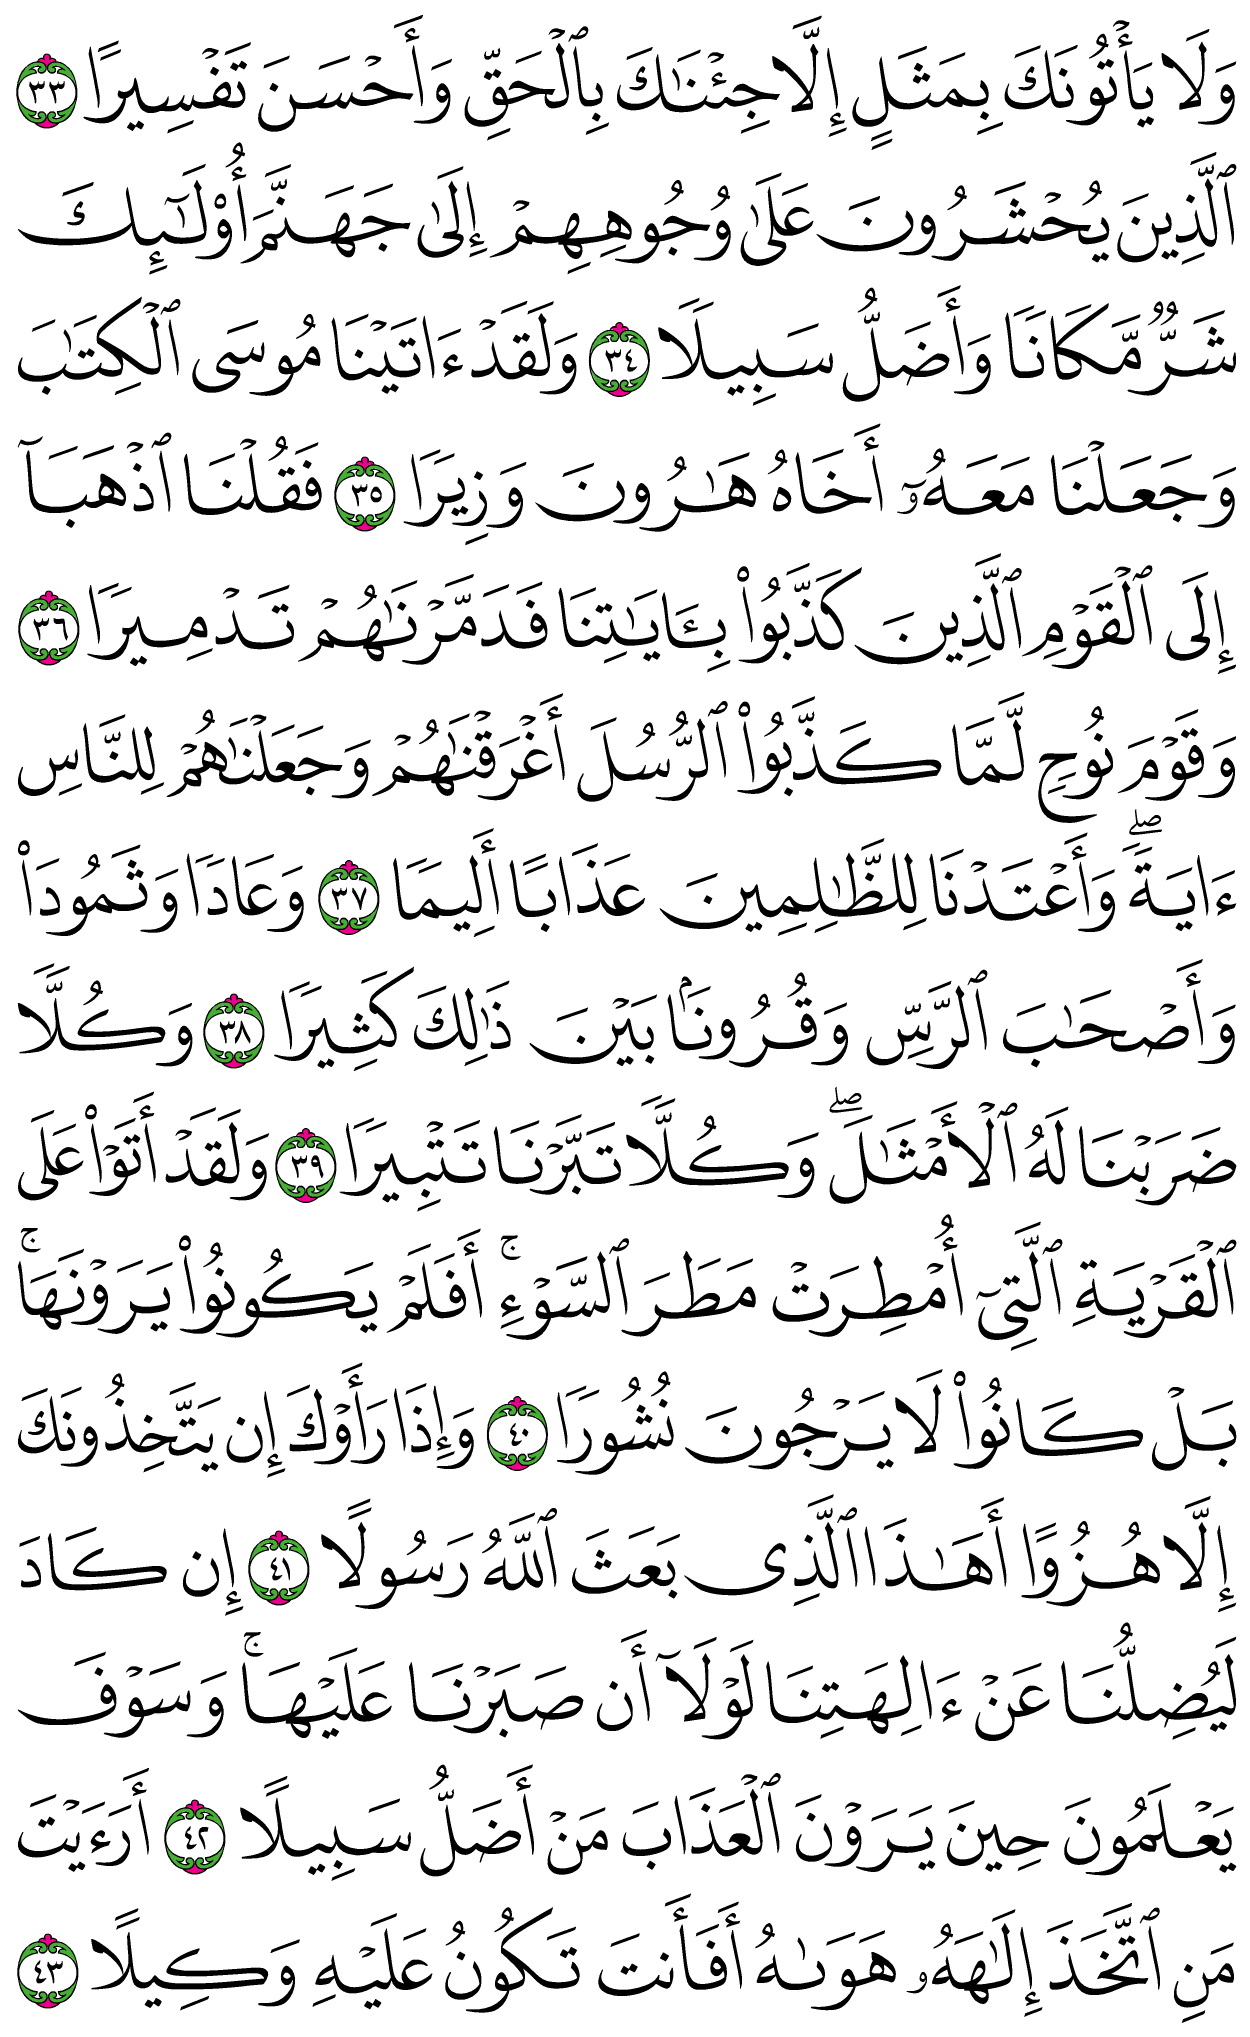 وَلَا يَأۡتُونَكَ بِمَثَلٍ إِلَّا جِئۡنَٰكَ بِٱلۡحَقِّ وَأَحۡسَنَ تَفۡسِيرًا ٣٣
ٱلَّذِينَ يُحۡشَرُونَ عَلَىٰ وُجُوهِهِمۡ إِلَىٰ جَهَنَّمَ أُوْلَٰٓئِكَ
شَرّٞ مَّكَانٗا وَأَضَلُّ سَبِيلٗا ٣٤ وَلَقَدۡ ءَاتَيۡنَا مُوسَى ٱلۡكِتَٰبَ
وَجَعَلۡنَا مَعَهُۥٓ أَخَاهُ هَٰرُونَ وَزِيرٗا ٣٥ فَقُلۡنَا ٱذۡهَبَآ
إِلَى ٱلۡقَوۡمِ ٱلَّذِينَ كَذَّبُواْ بِـَٔايَٰتِنَا فَدَمَّرۡنَٰهُمۡ تَدۡمِيرٗا ٣٦
وَقَوۡمَ نُوحٖ لَّمَّا كَذَّبُواْ ٱلرُّسُلَ أَغۡرَقۡنَٰهُمۡ وَجَعَلۡنَٰهُمۡ لِلنَّاسِ
ءَايَةٗۖ وَأَعۡتَدۡنَا لِلظَّٰلِمِينَ عَذَابًا أَلِيمٗا ٣٧ وَعَادٗا وَثَمُودَاْ
وَأَصۡحَٰبَ ٱلرَّسِّ وَقُرُونَۢا بَيۡنَ ذَٰلِكَ كَثِيرٗا ٣٨ وَكُلّٗا
ضَرَبۡنَا لَهُ ٱلۡأَمۡثَٰلَۖ وَكُلّٗا تَبَّرۡنَا تَتۡبِيرٗا ٣٩ وَلَقَدۡ أَتَوۡاْ عَلَى
ٱلۡقَرۡيَةِ ٱلَّتِيٓ أُمۡطِرَتۡ مَطَرَ ٱلسَّوۡءِۚ أَفَلَمۡ يَكُونُواْ يَرَوۡنَهَاۚ
بَلۡ كَانُواْ لَا يَرۡجُونَ نُشُورٗا ٤٠ وَإِذَا رَأَوۡكَ إِن يَتَّخِذُونَكَ
إِلَّا هُزُوًا أَهَٰذَا ٱلَّذِي بَعَثَ ٱللَّهُ رَسُولًا ٤١ إِن كَادَ
لَيُضِلُّنَا عَنۡ ءَالِهَتِنَا لَوۡلَآ أَن صَبَرۡنَا عَلَيۡهَاۚ وَسَوۡفَ
يَعۡلَمُونَ حِينَ يَرَوۡنَ ٱلۡعَذَابَ مَنۡ أَضَلُّ سَبِيلًا ٤٢ أَرَءَيۡتَ
مَنِ ٱتَّخَذَ إِلَٰهَهُۥ هَوَىٰهُ أَفَأَنتَ تَكُونُ عَلَيۡهِ وَكِيلًا ٤٣